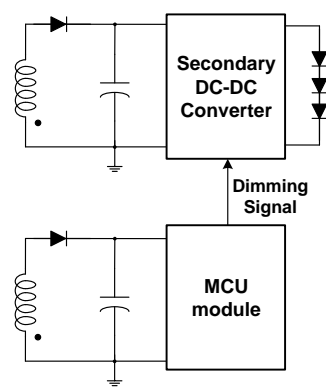 Secondary
DC-DC
Converter
Dimming
Signal
MCU
module